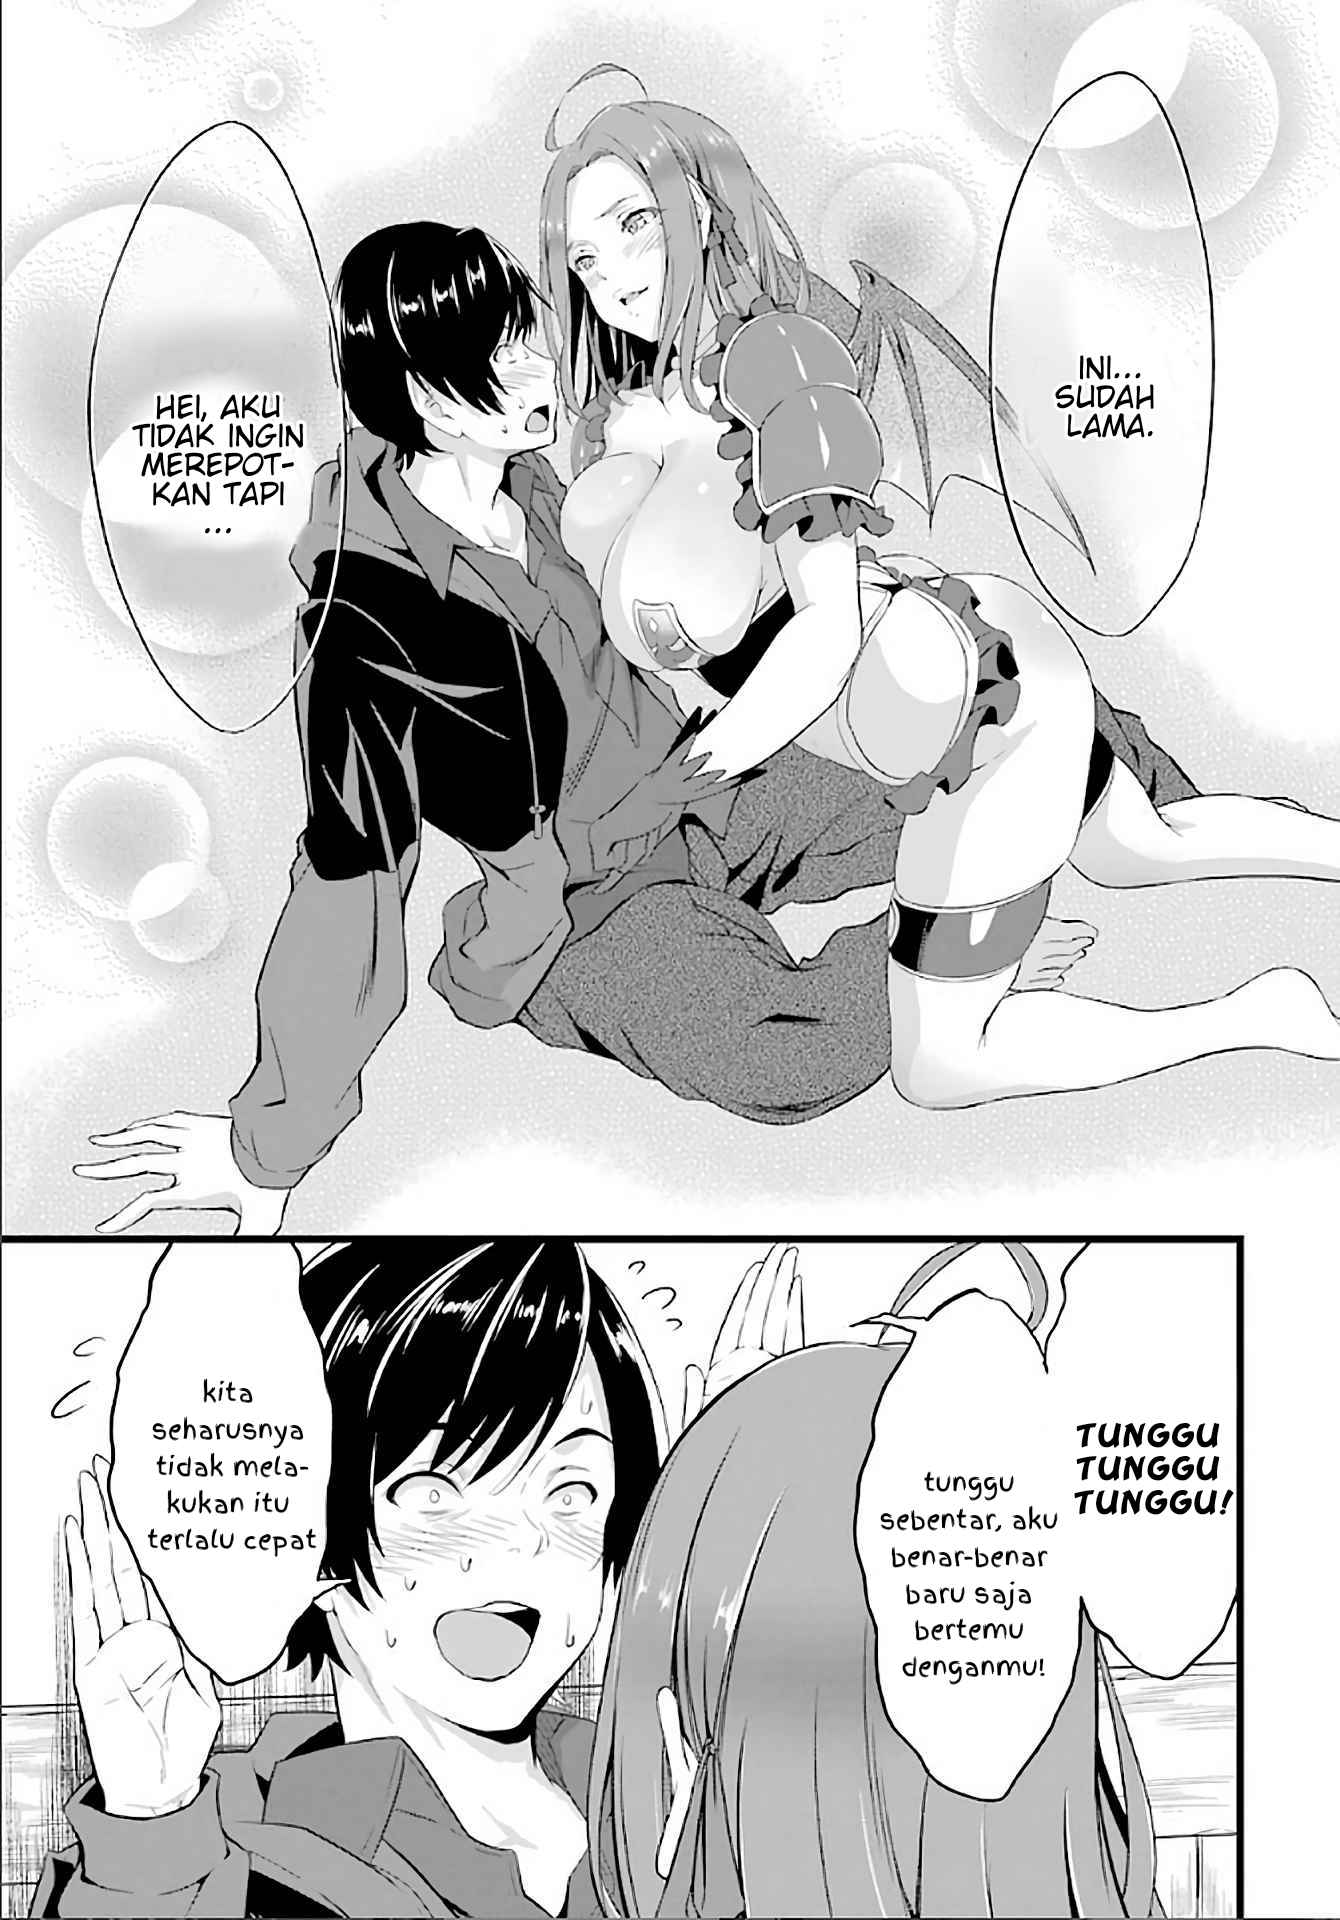 INI...
SUDAH
LAMA.
HEI, AKU
TIDAK INGIN
MEREPOT-
KAN TAPI
...
TUNGGU
TUNGGU
TUNGGU!
tunggu
sebentar, aku
benar-benar
baru saja
bertemu
denganmu!
kita
seharusnya
tidak mela-
kukan itu
terlalu cepat